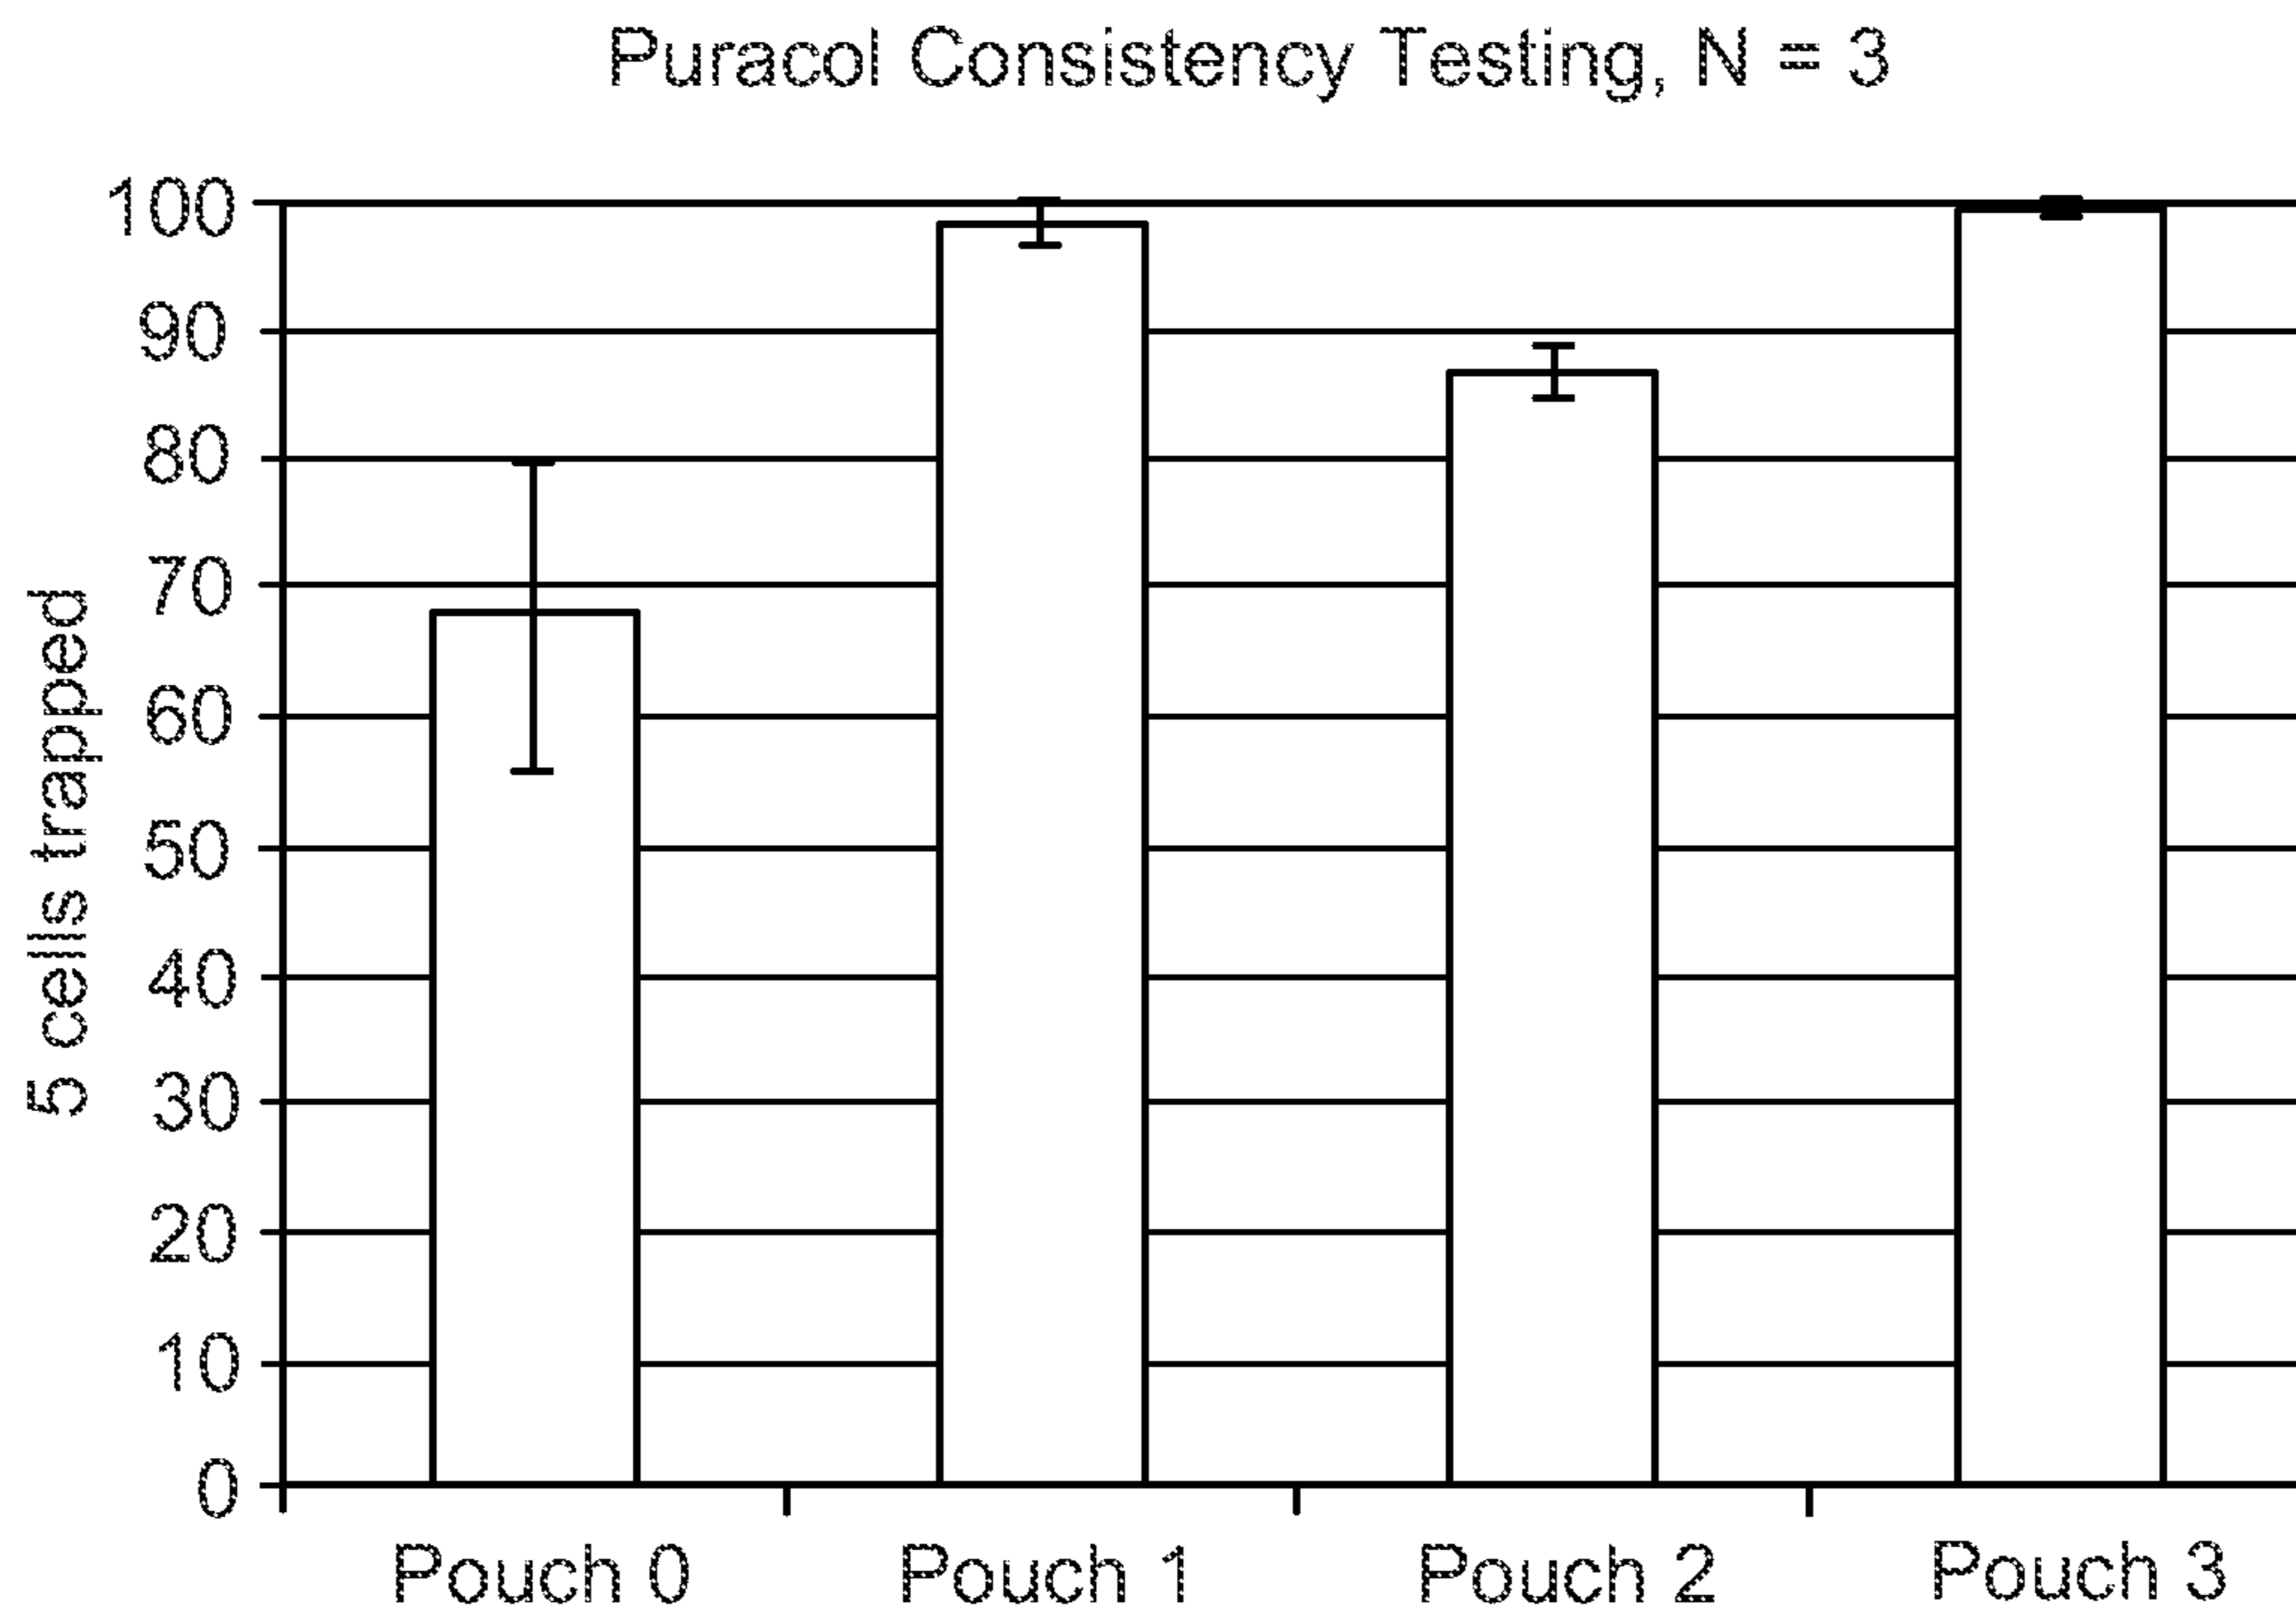 Puracol Consistency Testing, N = 3
100
90
80
70
60
50
40
30
20
10
0
5 cells trapped
Pouch 0
Pouch 1
Pouch 2
Pouch 3